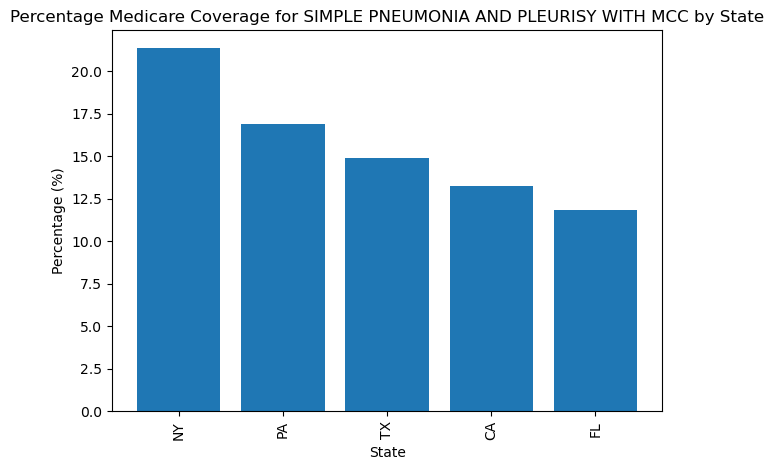 Percentage Medicare Coverage for SIMPLE PNEUMONIA AND PLEURISY WITH MCC by State
Percentage (%)
20.0
17.5
15.0
12.5
10.0
7.5
5.0
2.5
0.0
NY
PA
TX
CA
FL
State